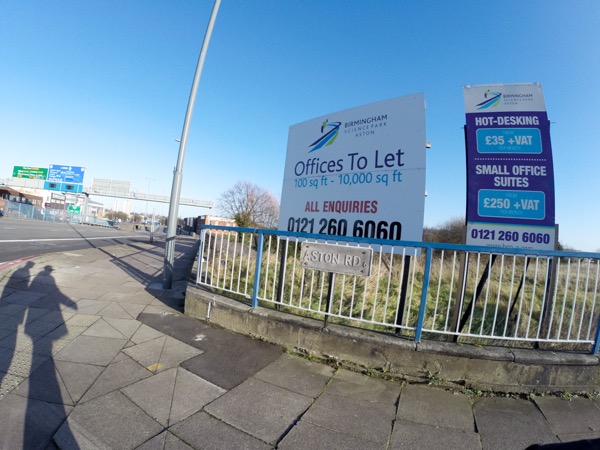 BIRMINGHAM
SCIENCE PARK
ASTON
Offices To Let
100 sq ft - 10,000 sq ft
ALL ENQUIRIES
0121 260 6060
ASTON RD.
BIRMINGHAM
SCIENCE PARK
ASTON
HOT-DESKING
£35 +VAT
SMALL OFFICE
SUITES
£250 +VAT
0121 260 6060